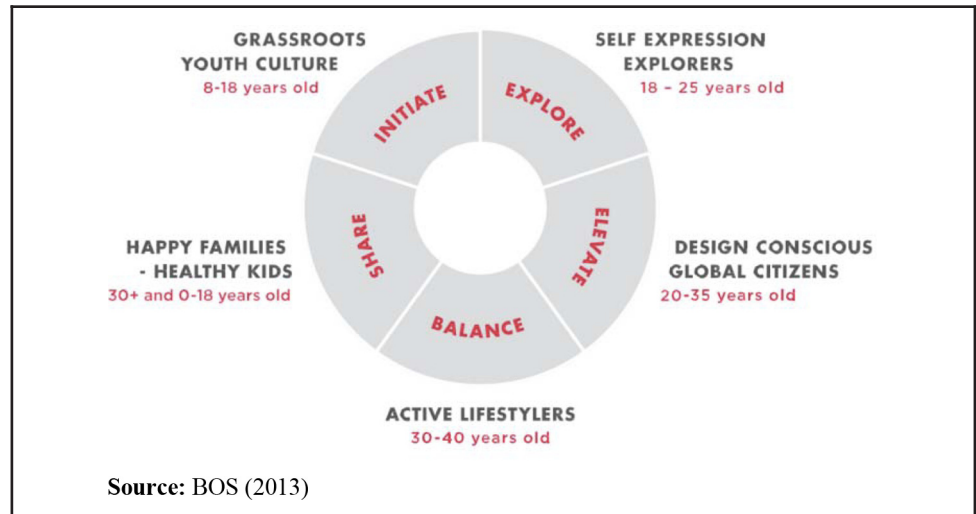 GRASSROOTS
YOUTH CULTURE
8-18 years old
SELF EXPRESSION
EXPLORERS
18 – 25 years old
INITIATE
EXPLORE
SHARE
ELEVATE
BALANCE
HAPPY FAMILIES
- HEALTHY KIDS
30+ and 0-18 years old
DESIGN CONSCIOUS
GLOBAL CITIZENS
20-35 years old
ACTIVE LIFESTYLERS
30-40 years old
Source: BOS (2013)